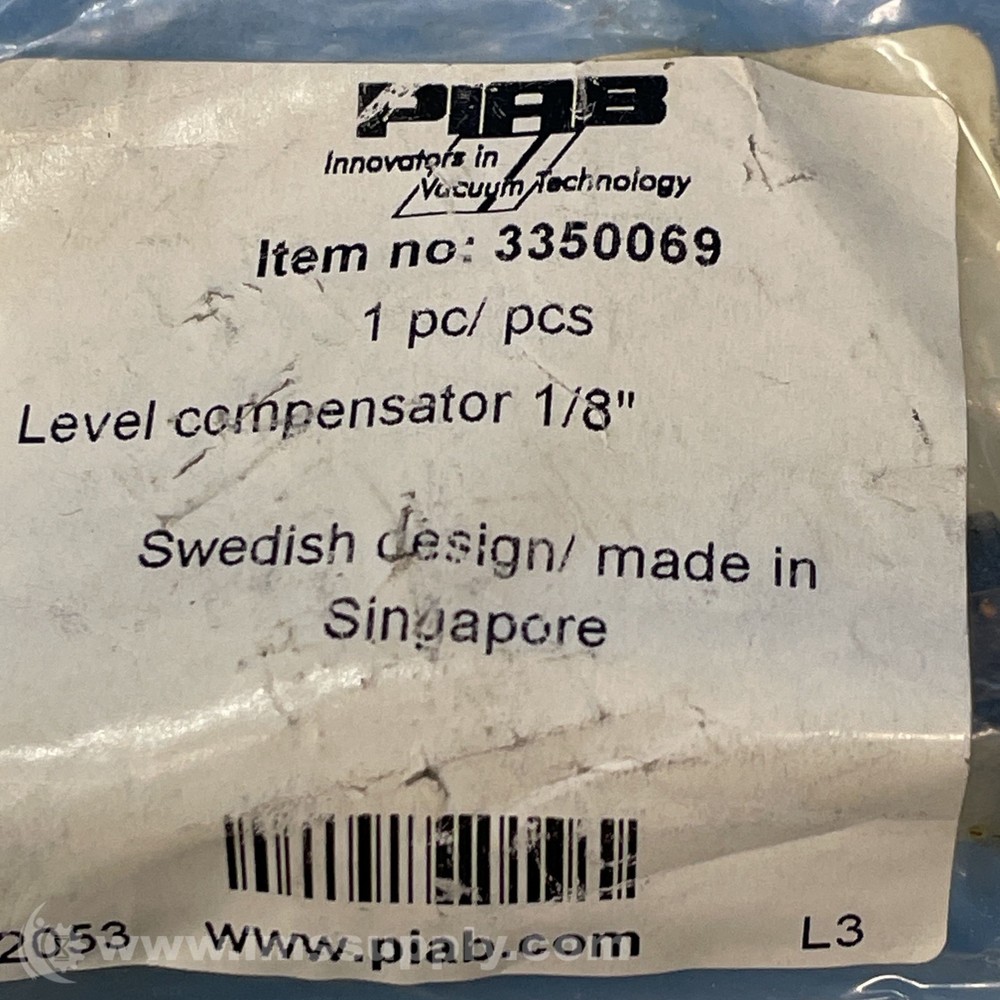 PIAB
Innovators in
Vacuum Technology
Item no: 3350069
1 pc/ pcs
Level compensator 1/8"
Swedish design/ made in
Singapore
2053 www.piab.com L3